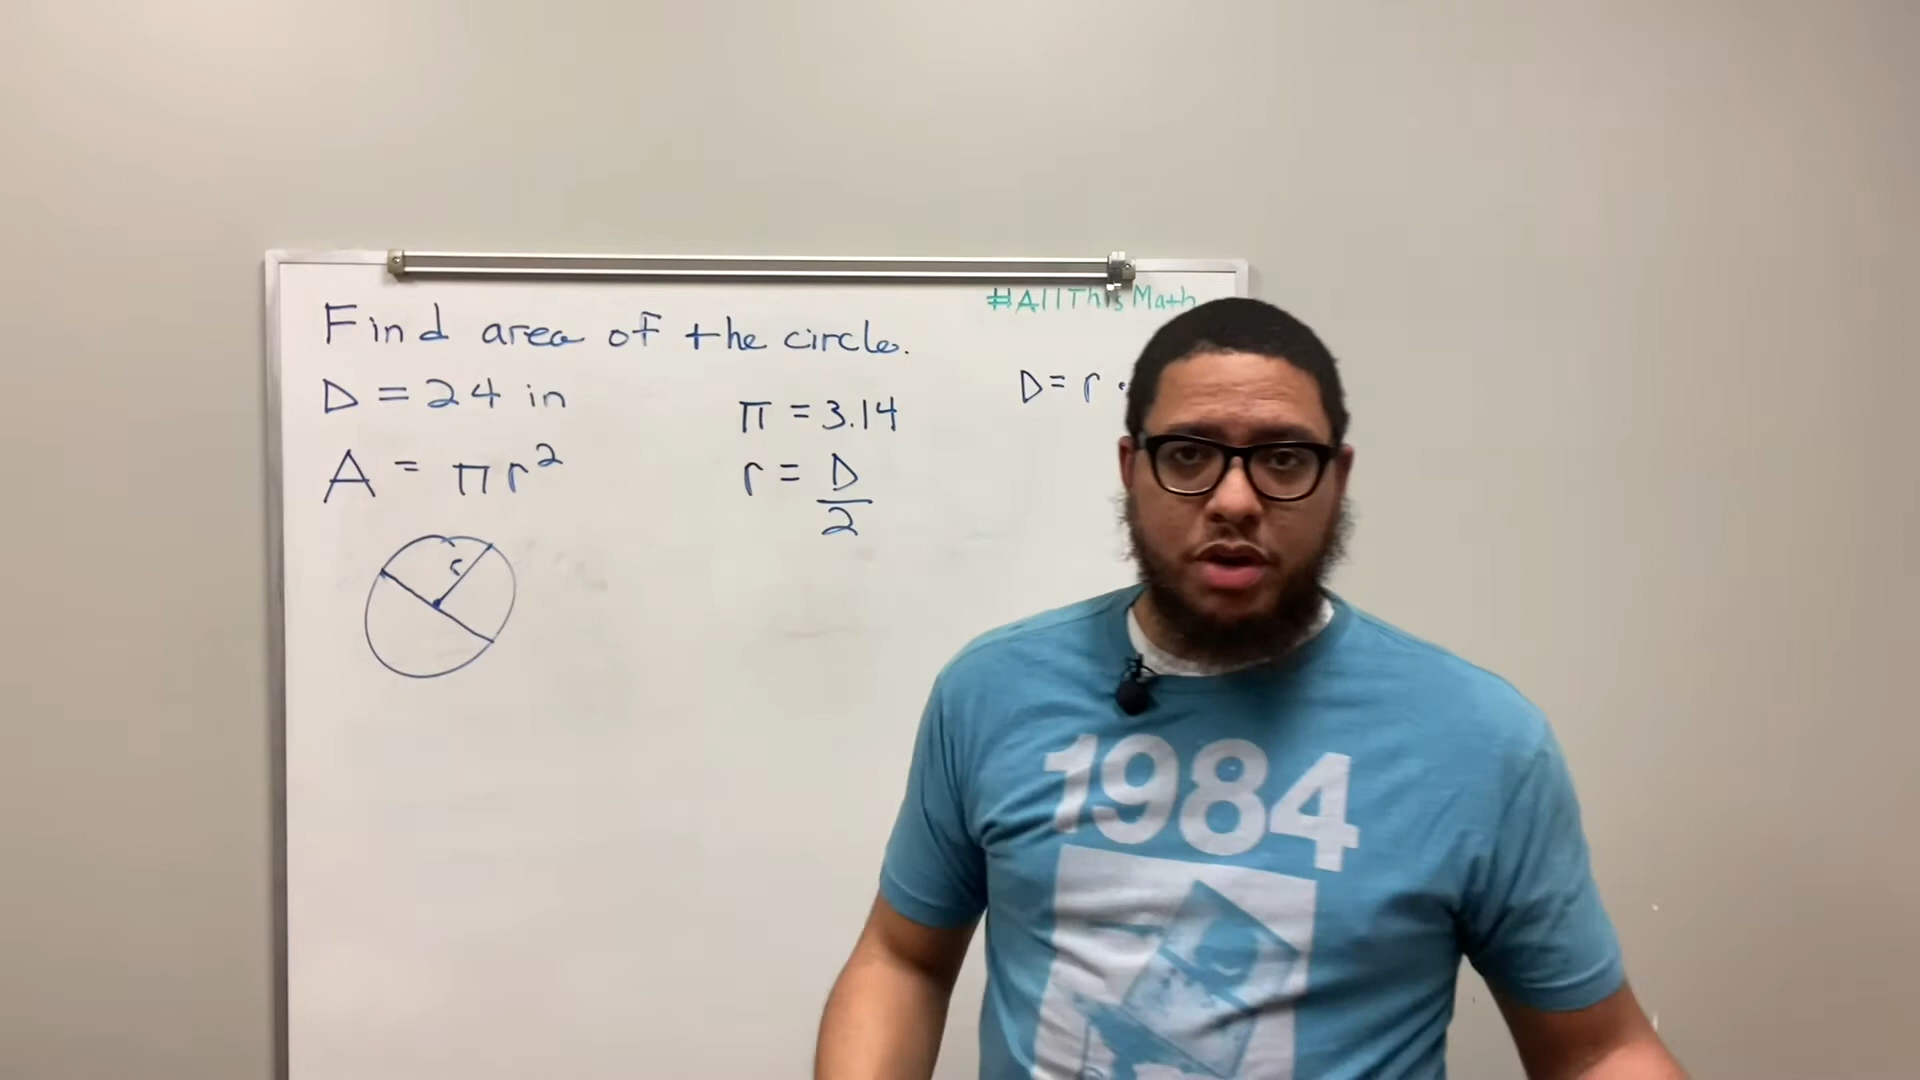 #AllThisMath
Find area of the circle.
D = 24 in
π = 3.14
D = r ·
A = πr²
r = D/2
r
1984